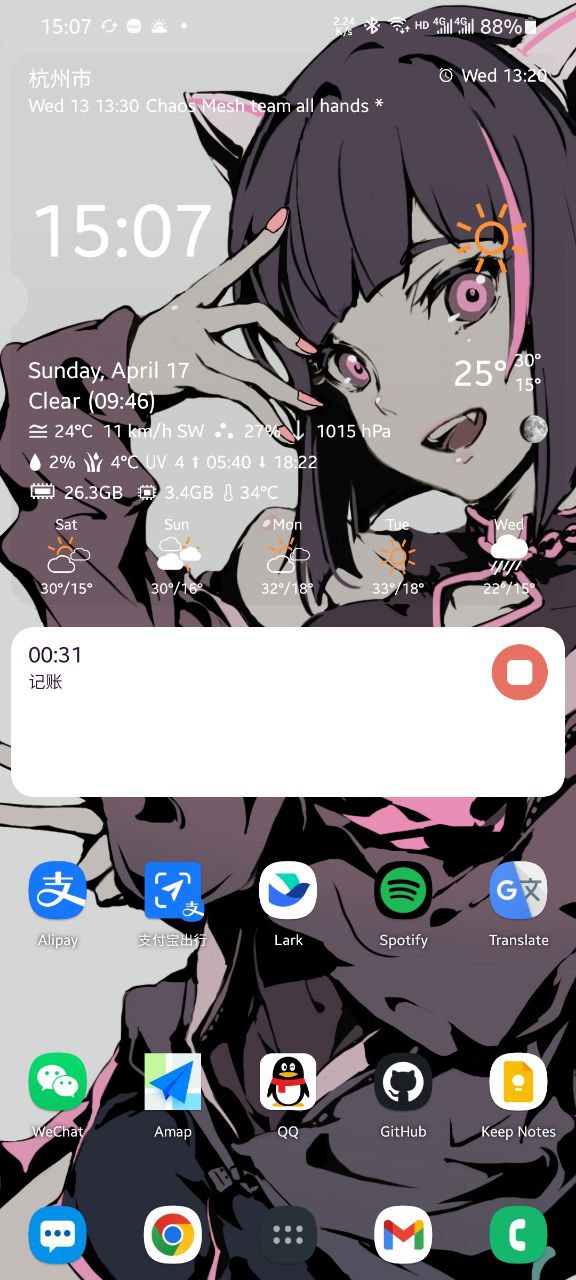 15:07 2.24 K/s HD 4G 4G 88%
杭州市 Wed 13:20
Wed 13 13:30 Chaos Mesh team all hands *
15:07
Sunday, April 17 25° 30° 15°
Clear (09:46)
24°C 11 km/h SW 27% 1015 hPa
2% 4°C UV 4 05:40 18:22
26.3GB 3.4GB 34°C
Sat Sun Mon Tue Wed
30°/15° 30°/16° 32°/18° 33°/18° 22°/15°
00:31
记账
支 支 G 文
Alipay 支付宝出行 Lark Spotify Translate
WeChat Amap QQ GitHub Keep Notes